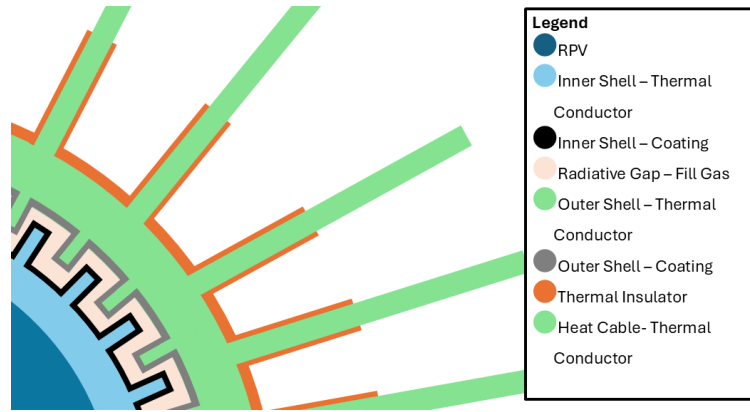 Legend
RPV
Inner Shell – Thermal
Conductor
Inner Shell – Coating
Radiative Gap – Fill Gas
Outer Shell – Thermal
Conductor
Outer Shell – Coating
Thermal Insulator
Heat Cable- Thermal
Conductor